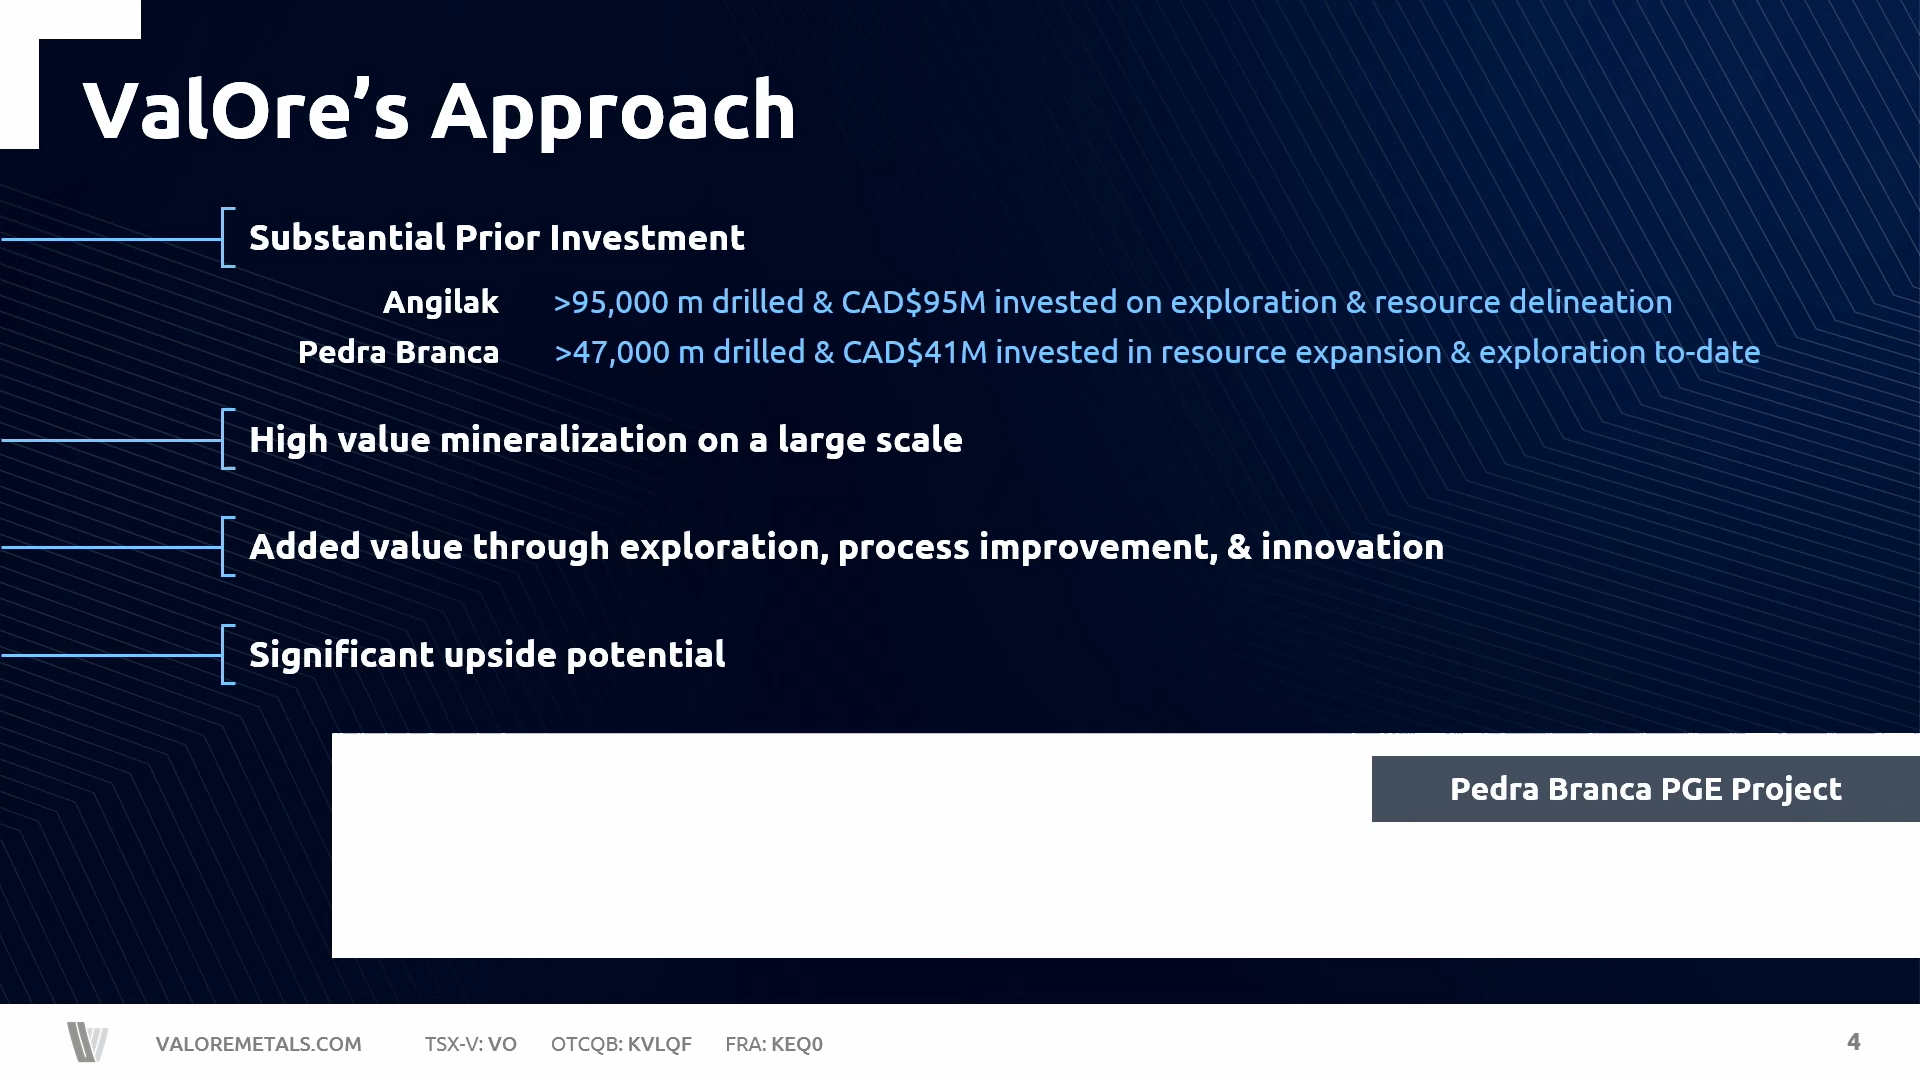 ValOre’s Approach
Substantial Prior Investment
Angilak >95,000 m drilled & CAD$95M invested on exploration & resource delineation
Pedra Branca >47,000 m drilled & CAD$41M invested in resource expansion & exploration to-date
High value mineralization on a large scale
Added value through exploration, process improvement, & innovation
Significant upside potential
Pedra Branca PGE Project
VALOREMETALS.COM TSX-V: VO OTCQB: KVLQF FRA: KEQ0 4